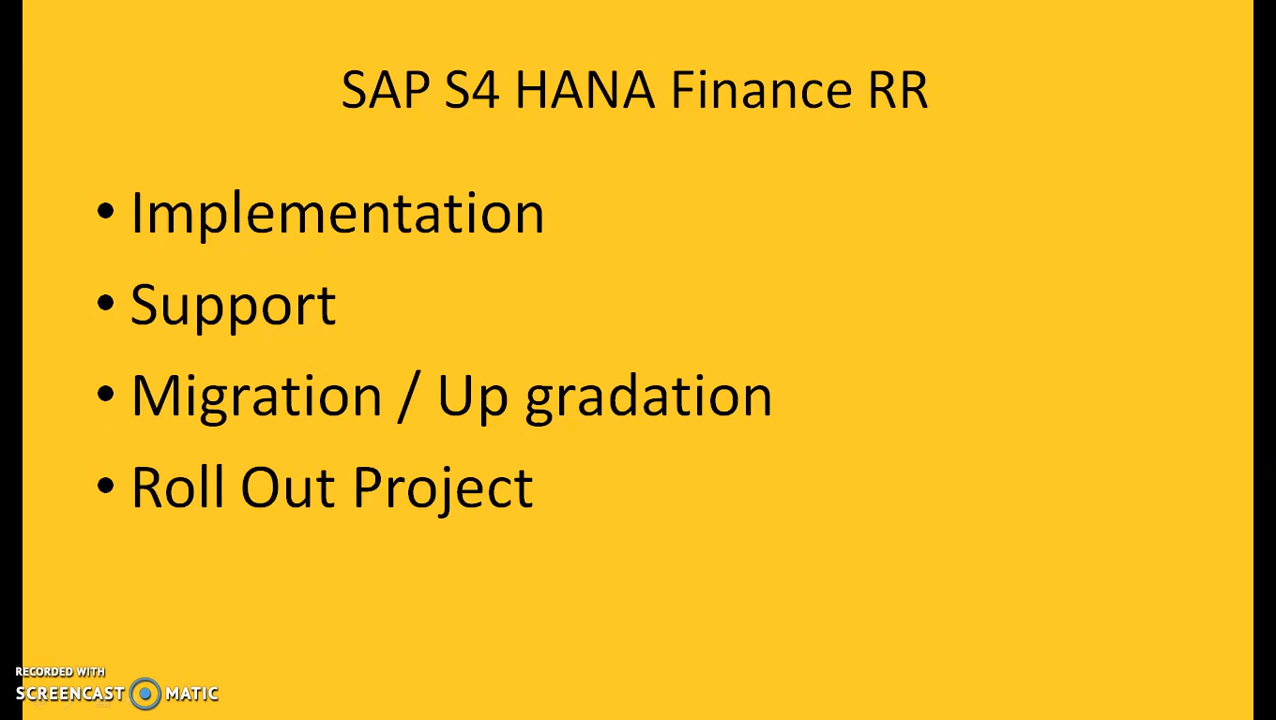 SAP S4 HANA Finance RR
• Implementation
• Support
• Migration / Up gradation
• Roll Out Project
RECORDED WITH
SCREENCAST MATIC